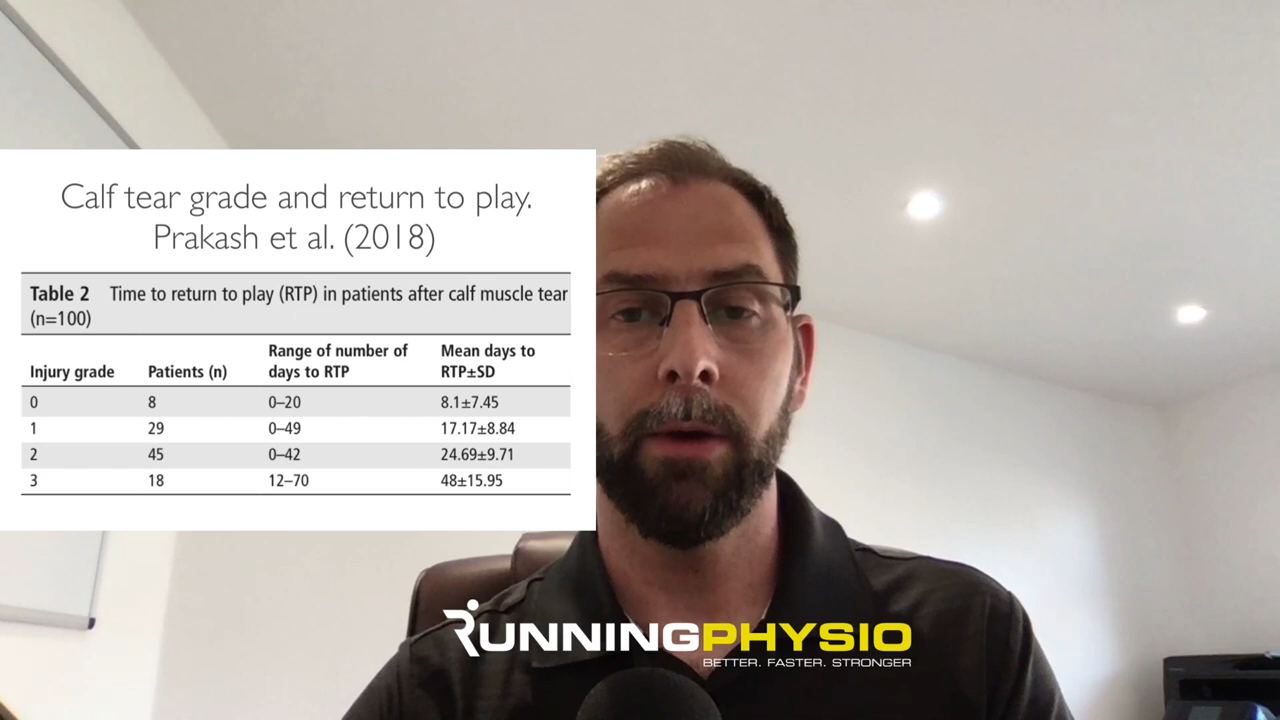 Calf tear grade and return to play.
Prakash et al. (2018)
Table 2 Time to return to play (RTP) in patients after calf muscle tear
(n=100)
Injury grade Patients (n) Range of number of days to RTP Mean days to RTP±SD
0 8 0–20 8.1±7.45
1 29 0–49 17.17±8.84
2 45 0–42 24.69±9.71
3 18 12–70 48±15.95
RUNNINGPHYSIO
BETTER. FASTER. STRONGER